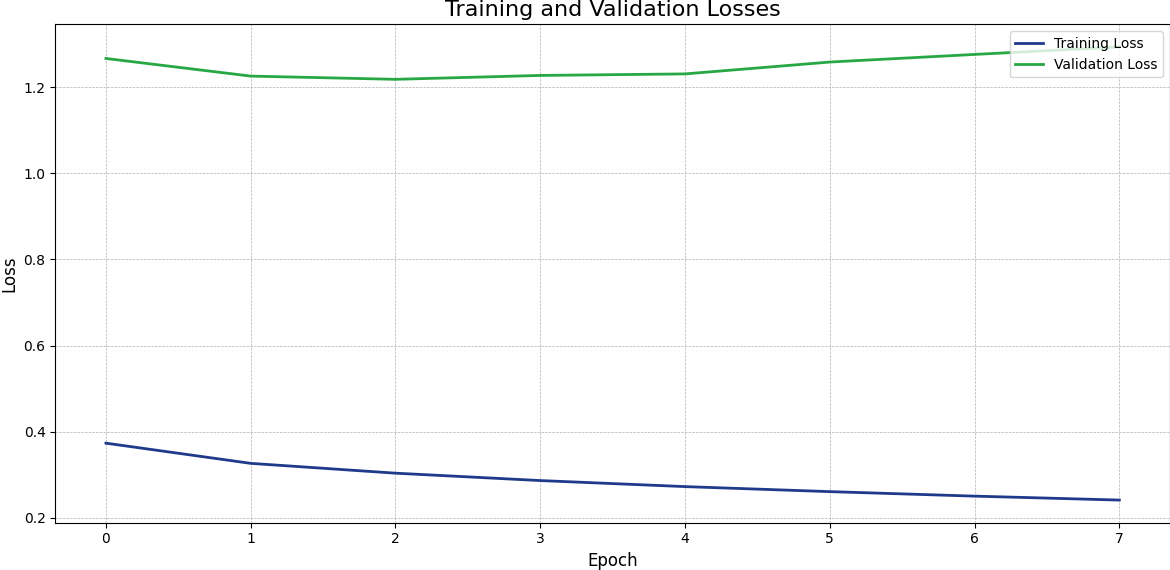 Training and Validation Losses
Training Loss
Validation Loss
1.2
1.0
0.8
0.6
0.4
0.2
Loss
0 1 2 3 4 5 6 7
Epoch